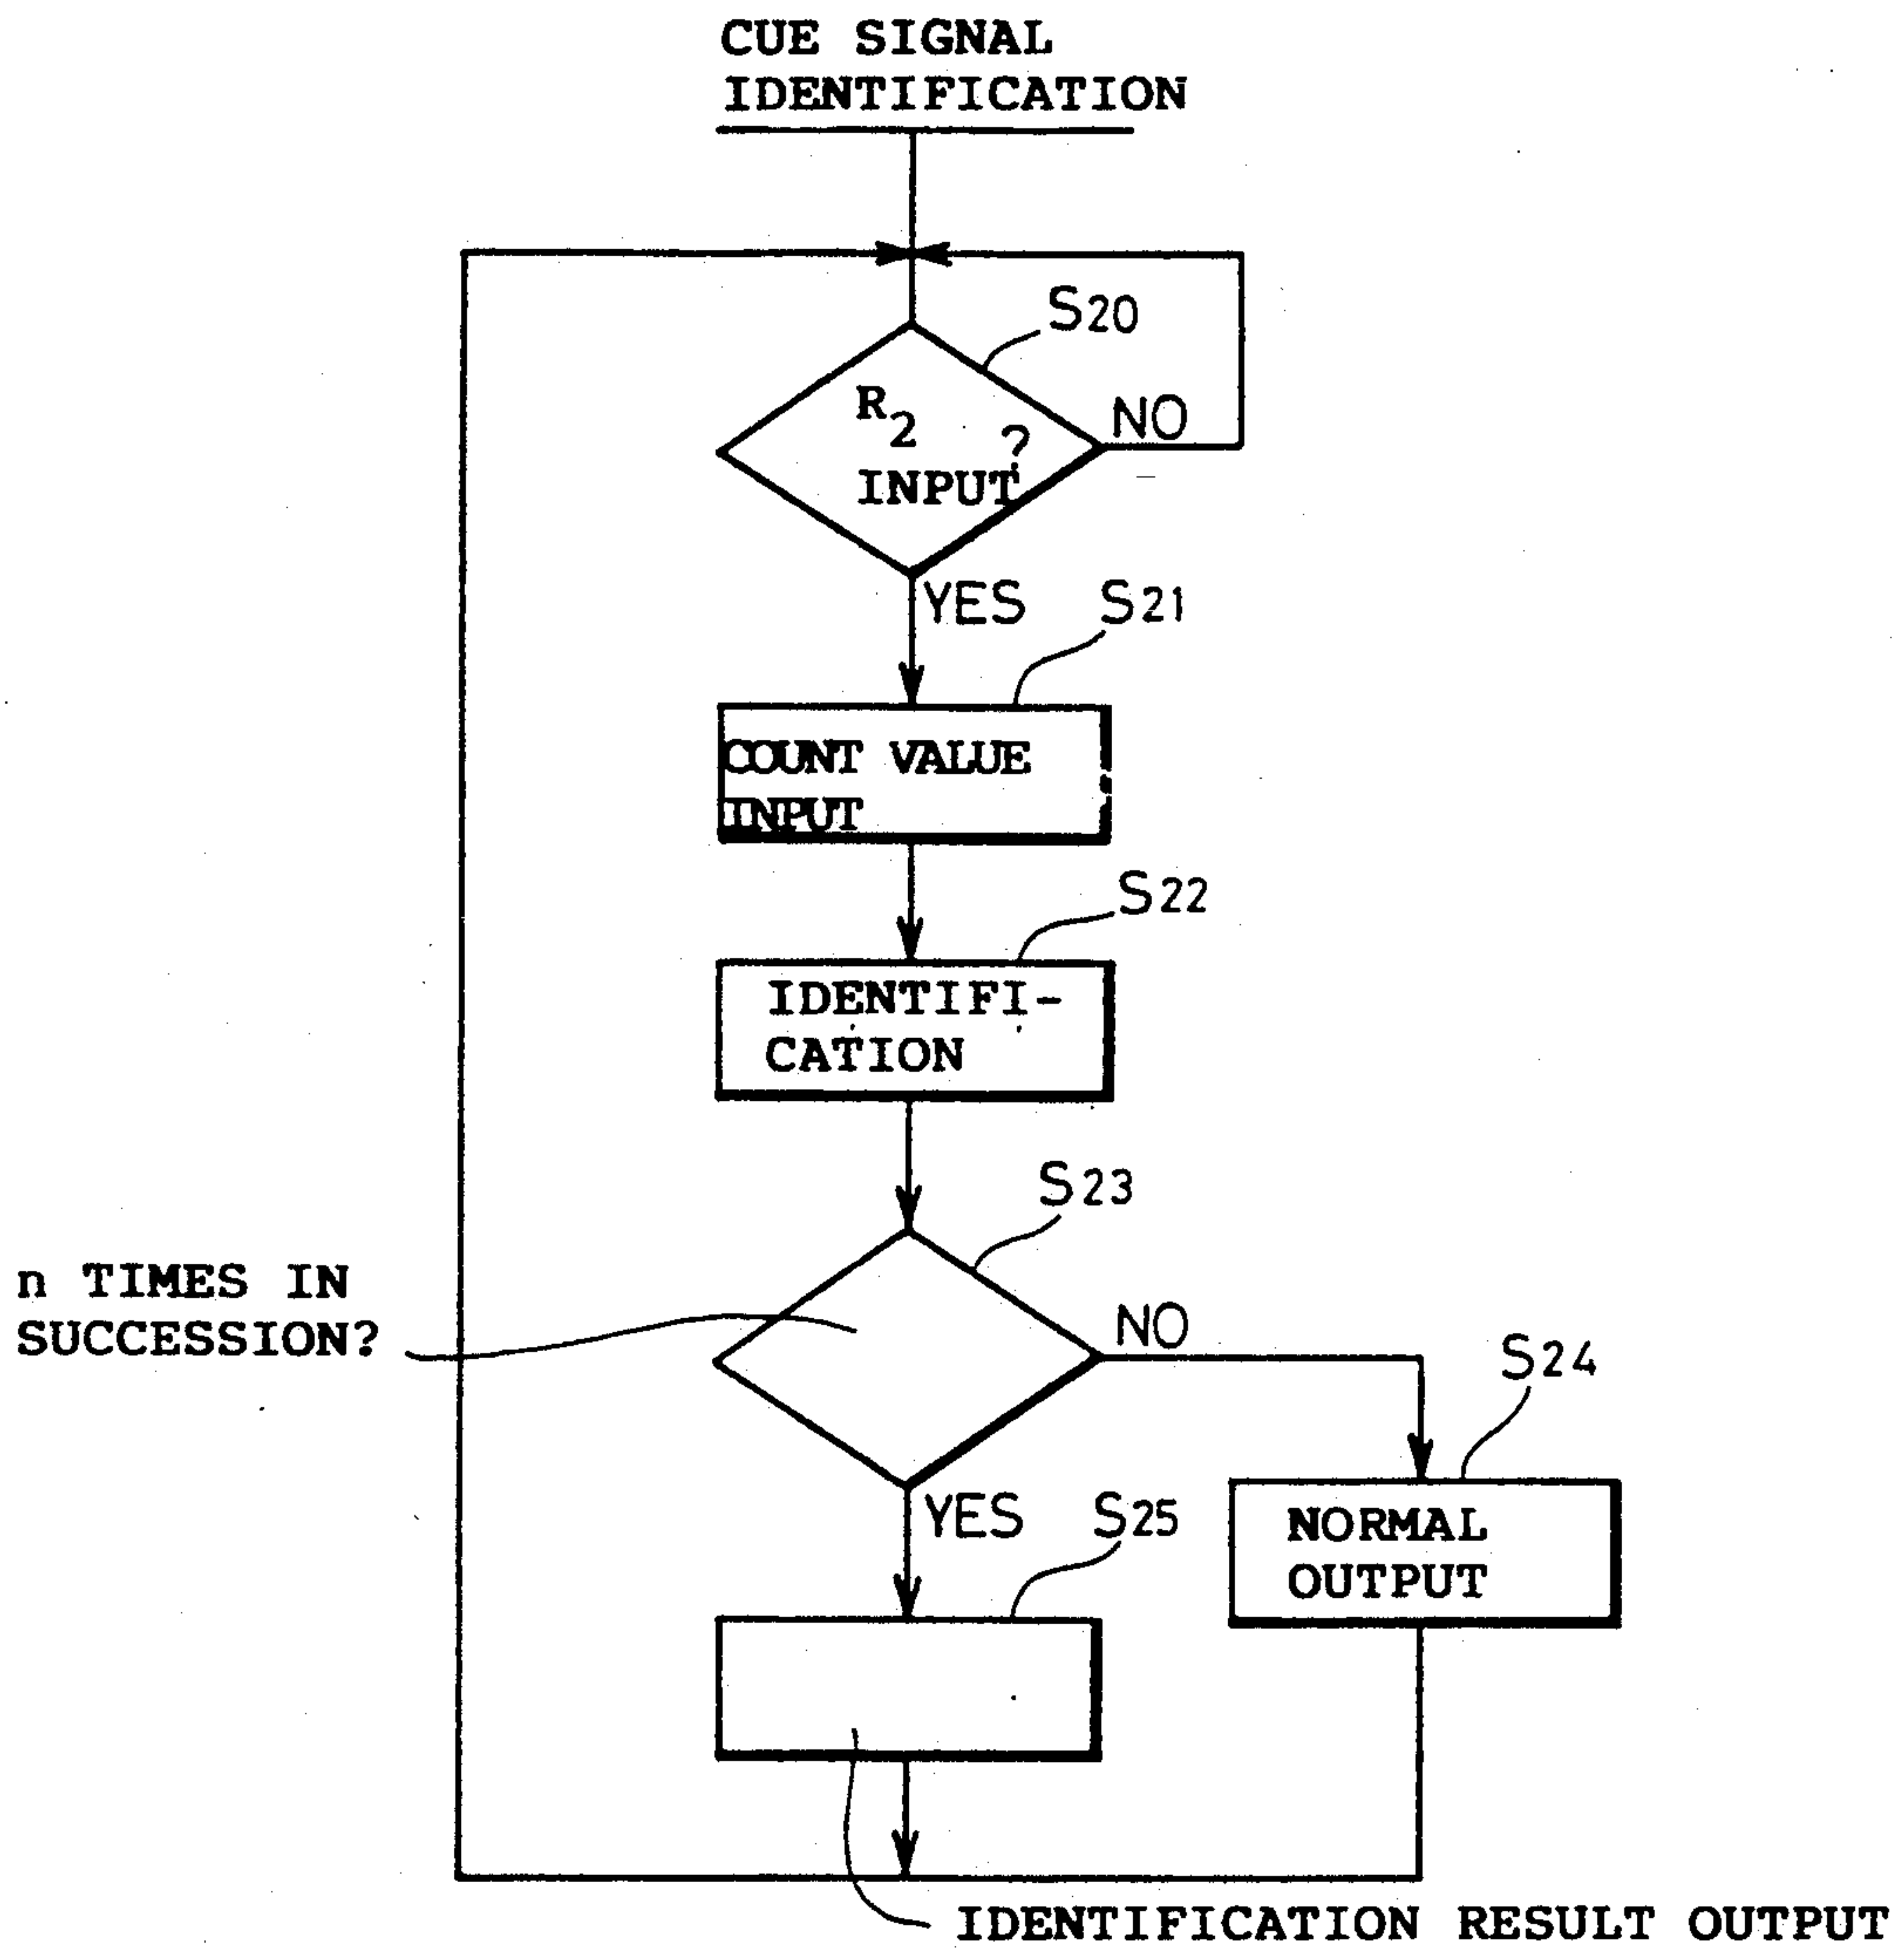 CUE SIGNAL
IDENTIFICATION
S20
R2 ?
INPUT
NO
YES
S21
COUNT VALUE
INPUT
S22
IDENTIFI-
CATION
S23
n TIMES IN
SUCCESSION?
NO
S24
YES
S25
NORMAL
OUTPUT
IDENTIFICATION RESULT OUTPUT